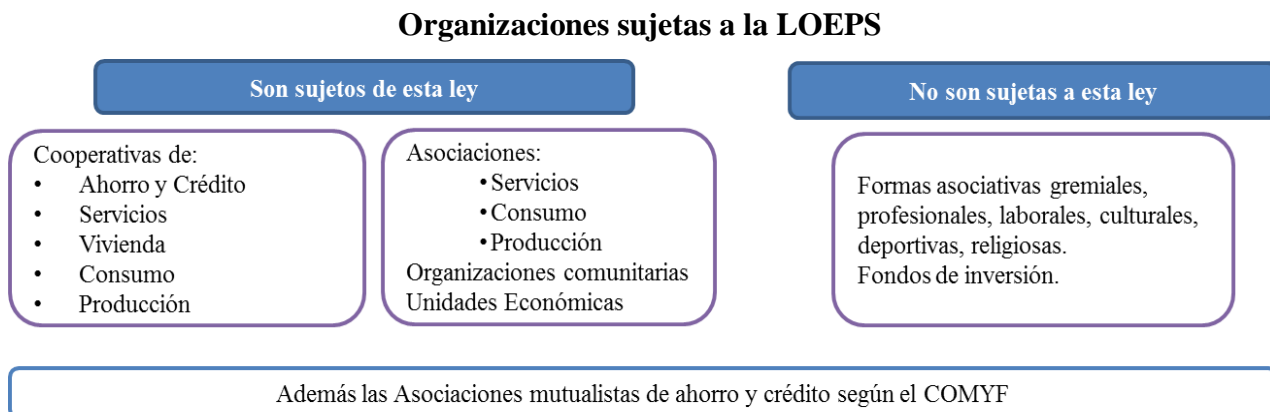 Organizaciones sujetas a la LOEPS
Son sujetos de esta ley
No son sujetas a esta ley
Cooperativas de:
• Ahorro y Crédito
• Servicios
• Vivienda
• Consumo
• Producción
Asociaciones:
•Servicios
•Consumo
•Producción
Organizaciones comunitarias
Unidades Económicas
Formas asociativas gremiales,
profesionales, laborales, culturales,
deportivas, religiosas.
Fondos de inversión.
Además las Asociaciones mutualistas de ahorro y crédito según el COMYF